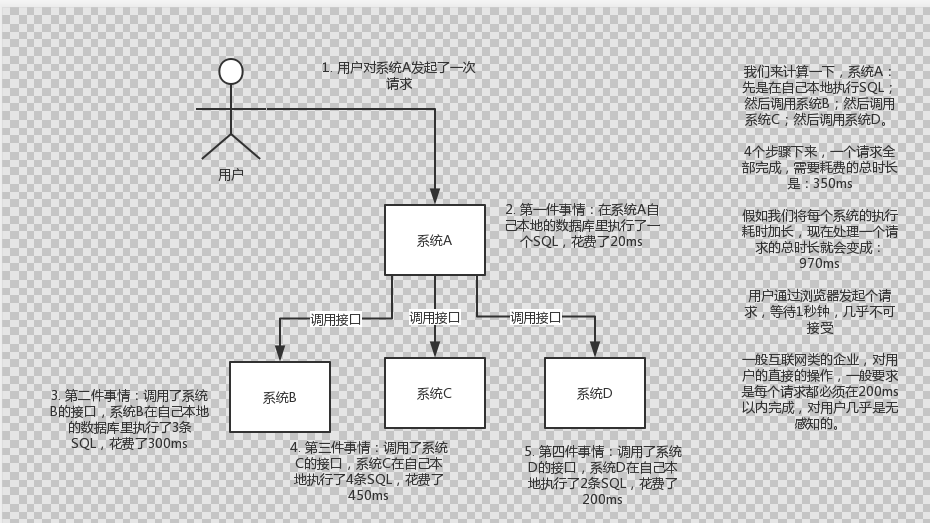 1. 用户对系统A发起了一次
请求
用户
系统A
2. 第一件事情：在系统A自
己本地的数据库里执行了一
个SQL，花费了20ms
调用接口
调用接口
调用接口
系统B
系统C
系统D
3. 第二件事情：调用了系统
B的接口，系统B在自己本地
的数据库里执行了3条
SQL，花费了300ms
4. 第三件事情：调用了系统
C的接口，系统C在自己本
地执行了4条SQL，花费了
450ms
5. 第四件事情：调用了系统
D的接口，系统D在自己本
地执行了2条SQL，花费了
200ms
我们来计算一下，系统A：
先是在自己本地执行SQL；
然后调用系统B；然后调用
系统C；然后调用系统D。
4个步骤下来，一个请求全
部完成，需要耗费的总时长
是：350ms
假如我们将每个系统的执行
耗时加长，现在处理一个请
求的总时长就会变成：
970ms
用户通过浏览器发起个请
求，等待1秒钟，几乎不可
接受
一般互联网类的企业，对用
户的直接的操作，一般要求
是每个请求都必须在200ms
以内完成，对用户几乎是无
感知的。